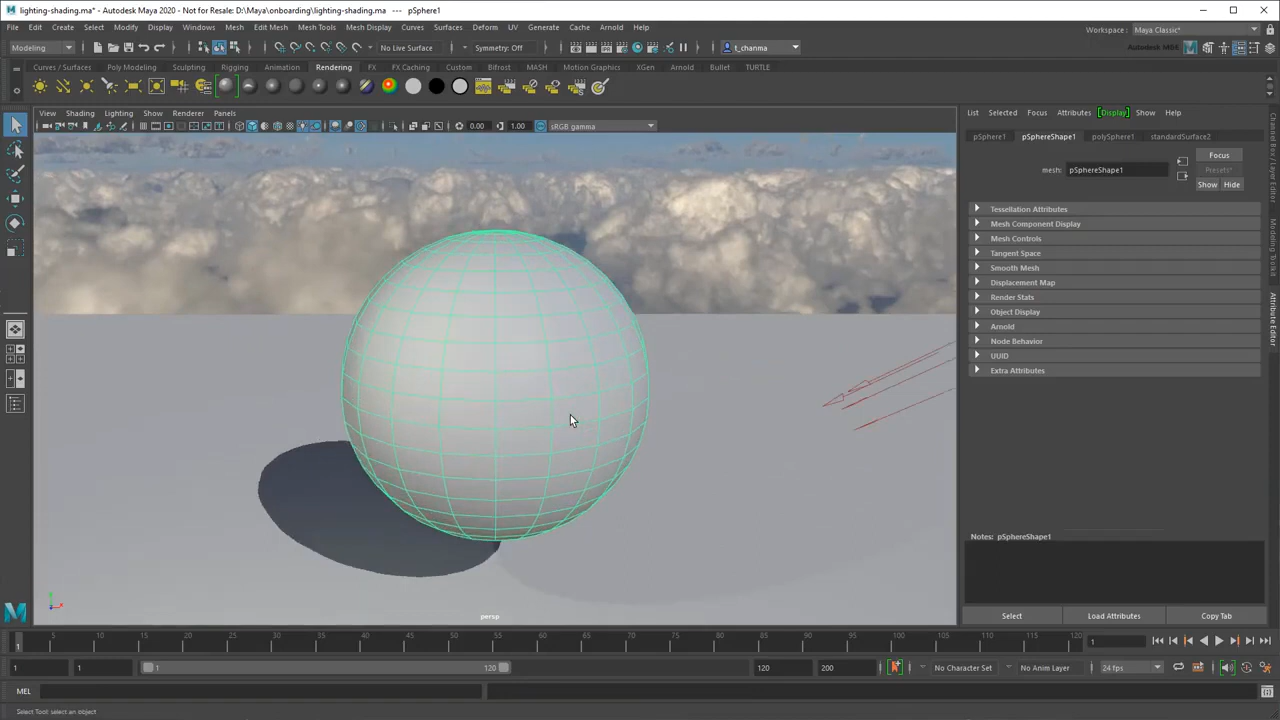 lighting-shading.ma* - Autodesk Maya 2020 - Not for Resale: D:\Maya\onboarding\lighting-shading.ma --- pSphere1
File Edit Create Select Modify Display Windows Mesh Edit Mesh Mesh Tools Mesh Display Curves Surfaces Deform UV Generate Cache Arnold Help
Workspace : Maya Classic*
Modeling
No Live Surface
Symmetry: Off
t_chanma
Curves / Surfaces Poly Modeling Sculpting Rigging Animation Rendering FX FX Caching Custom Bifrost MASH Motion Graphics XGen Arnold Bullet TURTLE
View Shading Lighting Show Renderer Panels
0.00 1.00 sRGB gamma
List Selected Focus Attributes Display Show Help
pSphere1 pSphereShape1 polySphere1 standardSurface2
mesh: pSphereShape1
Focus
Presets*
Show Hide
Tessellation Attributes
Mesh Component Display
Mesh Controls
Tangent Space
Smooth Mesh
Displacement Map
Render Stats
Object Display
Arnold
Node Behavior
UUID
Extra Attributes
Notes: pSphereShape1
Select Load Attributes Copy Tab
Channel Box / Layer Editor
Modeling Toolkit
Attribute Editor
persp
5 10 15 20 25 30 35 40 45 50 55 60 65 70 75 80 85 90 95 100 105 110 115 120
1
1
1 1 1 120 120 200 No Character Set No Anim Layer 24 fps
MEL
Select Tool: select an object